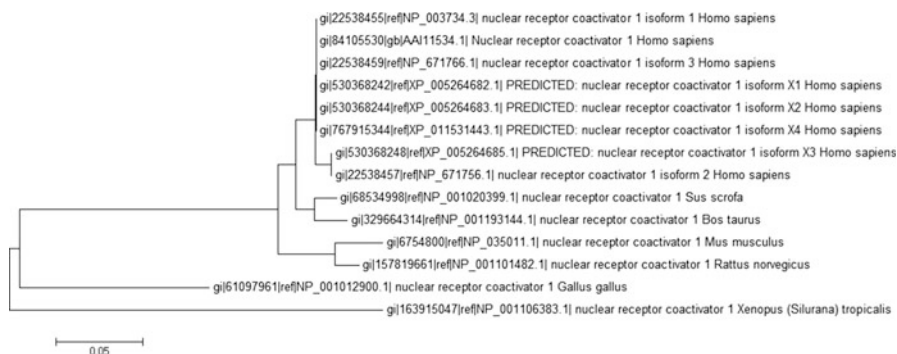 gi|22538455|ref|NP_003734.3| nuclear receptor coactivator 1 isoform 1 Homo sapiens
gi|84105530|gb|AAI11534.1| Nuclear receptor coactivator 1 Homo sapiens
gi|22538459|ref|NP_671766.1| nuclear receptor coactivator 1 isoform 3 Homo sapiens
gi|530368242|ref|XP_005264682.1| PREDICTED: nuclear receptor coactivator 1 isoform X1 Homo sapiens
gi|530368244|ref|XP_005264683.1| PREDICTED: nuclear receptor coactivator 1 isoform X2 Homo sapiens
gi|767915344|ref|XP_011531443.1| PREDICTED: nuclear receptor coactivator 1 isoform X4 Homo sapiens
gi|530368248|ref|XP_005264685.1| PREDICTED: nuclear receptor coactivator 1 isoform X3 Homo sapiens
gi|22538457|ref|NP_671756.1| nuclear receptor coactivator 1 isoform 2 Homo sapiens
gi|68534998|ref|NP_001020399.1| nuclear receptor coactivator 1 Sus scrofa
gi|329664314|ref|NP_001193144.1| nuclear receptor coactivator 1 Bos taurus
gi|6754800|ref|NP_035011.1| nuclear receptor coactivator 1 Mus musculus
gi|157819661|ref|NP_001101482.1| nuclear receptor coactivator 1 Rattus norvegicus
gi|61097961|ref|NP_001012900.1| nuclear receptor coactivator 1 Gallus gallus
gi|163915047|ref|NP_001106383.1| nuclear receptor coactivator 1 Xenopus (Silurana) tropicalis
0.05